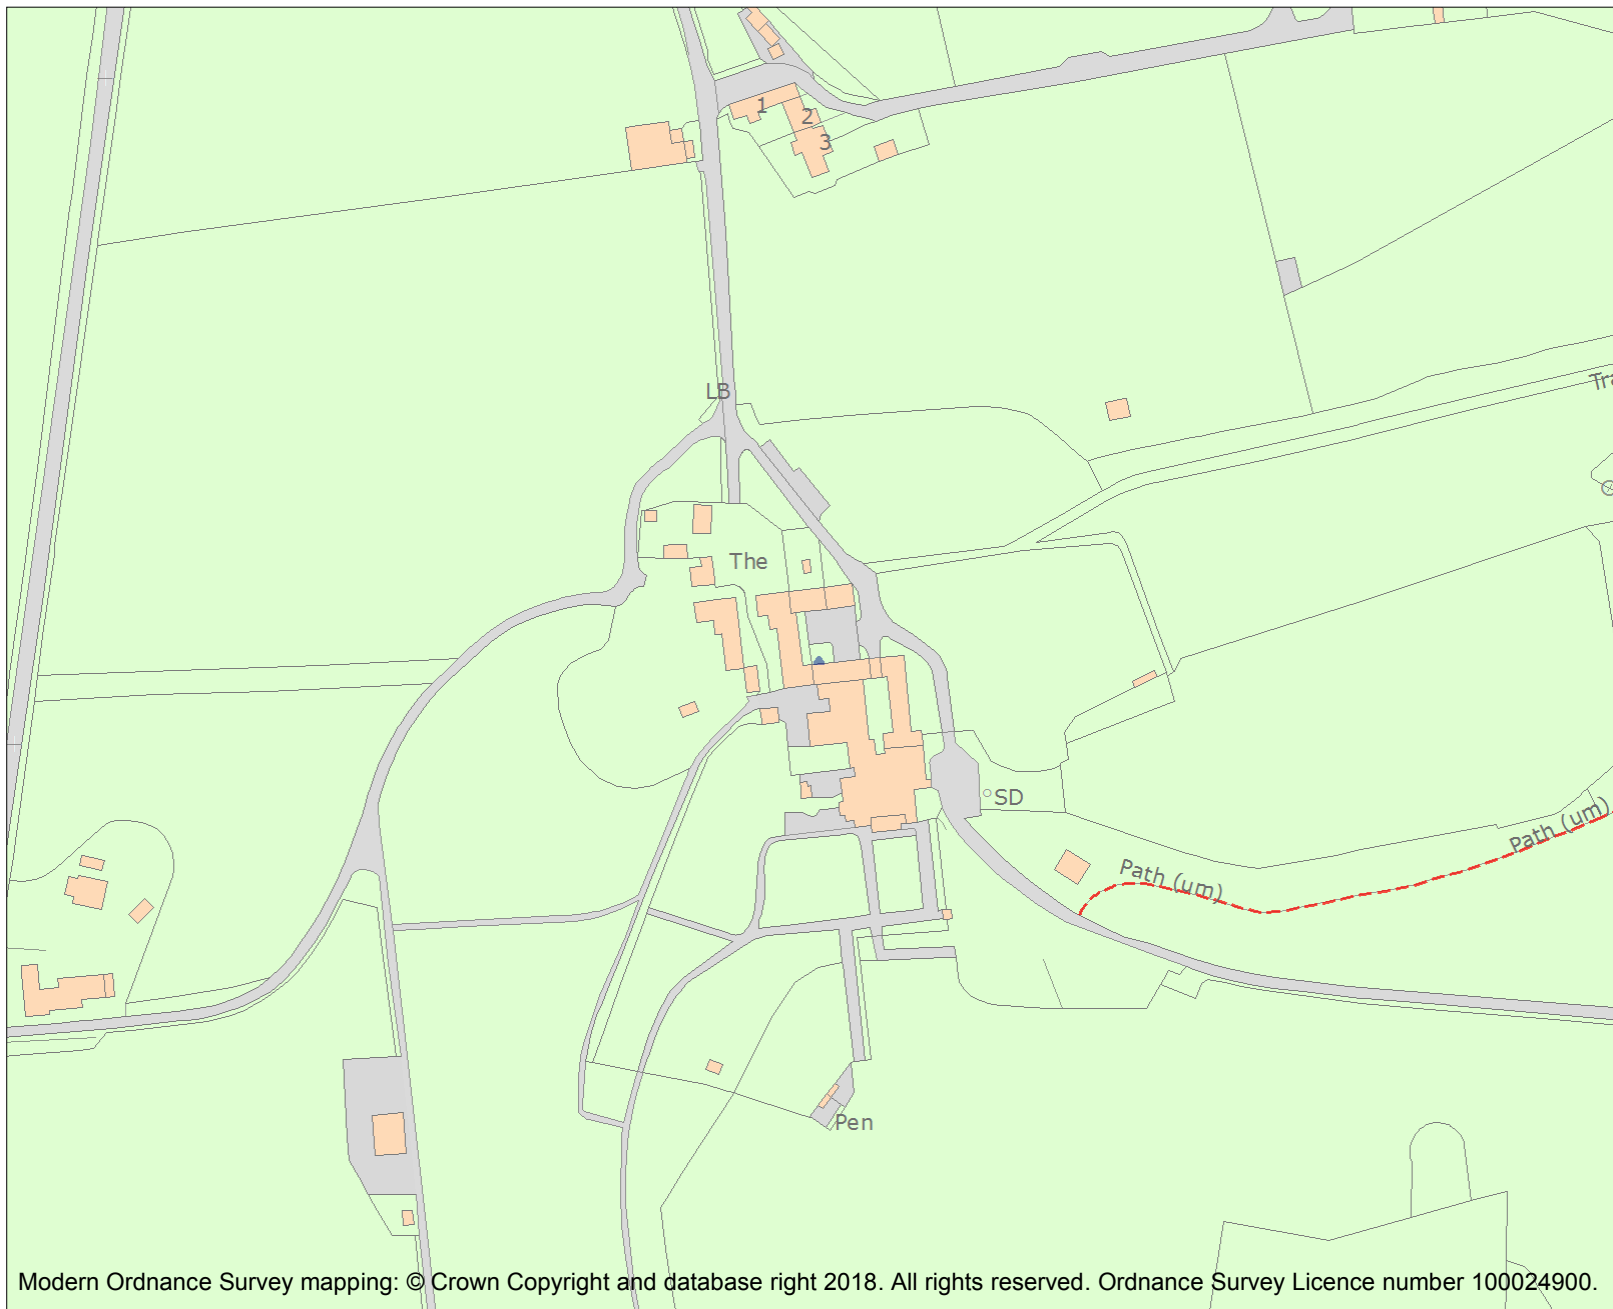 1
2
3
LB
Tra
The
SD
Path (um)
Path (um)
Pen
Modern Ordnance Survey mapping: © Crown Copyright and database right 2018. All rights reserved. Ordnance Survey Licence number 100024900.